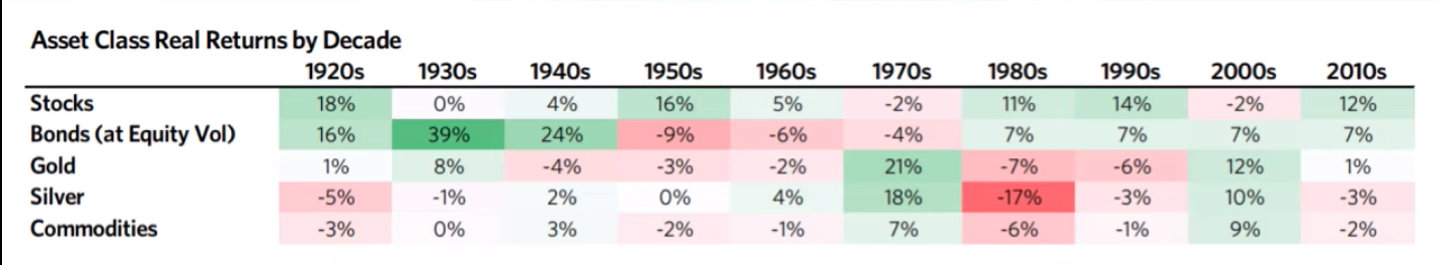 Asset Class Real Returns by Decade
1920s 1930s 1940s 1950s 1960s 1970s 1980s 1990s 2000s 2010s
Stocks 18% 0% 4% 16% 5% -2% 11% 14% -2% 12%
Bonds (at Equity Vol) 16% 39% 24% -9% -6% -4% 7% 7% 7% 7%
Gold 1% 8% -4% -3% -2% 21% -7% -6% 12% 1%
Silver -5% -1% 2% 0% 4% 18% -17% -3% 10% -3%
Commodities -3% 0% 3% -2% -1% 7% -6% -1% 9% -2%